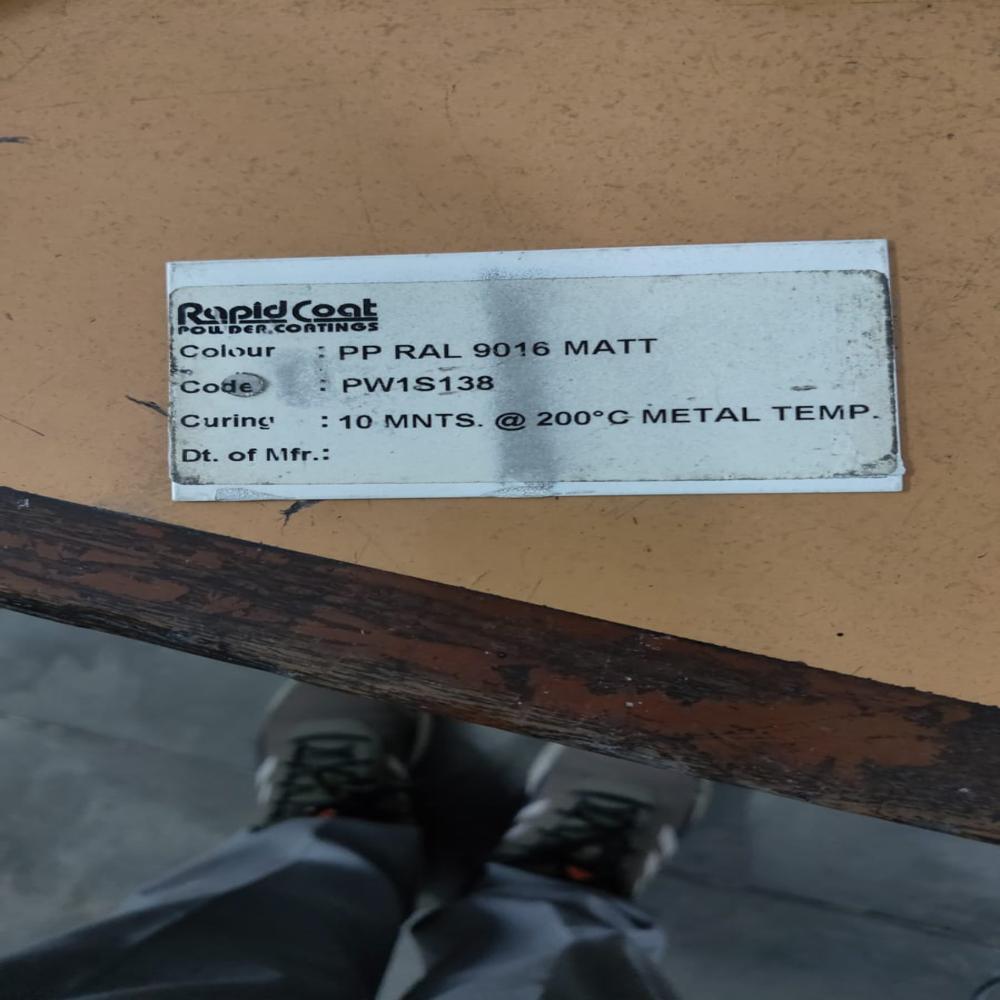 Rapid Coat
POWDER COATINGS
Colour : PP RAL 9016 MATT
Code : PW1S138
Curing : 10 MNTS. @ 200°C METAL TEMP.
Dt. of Mfr.: